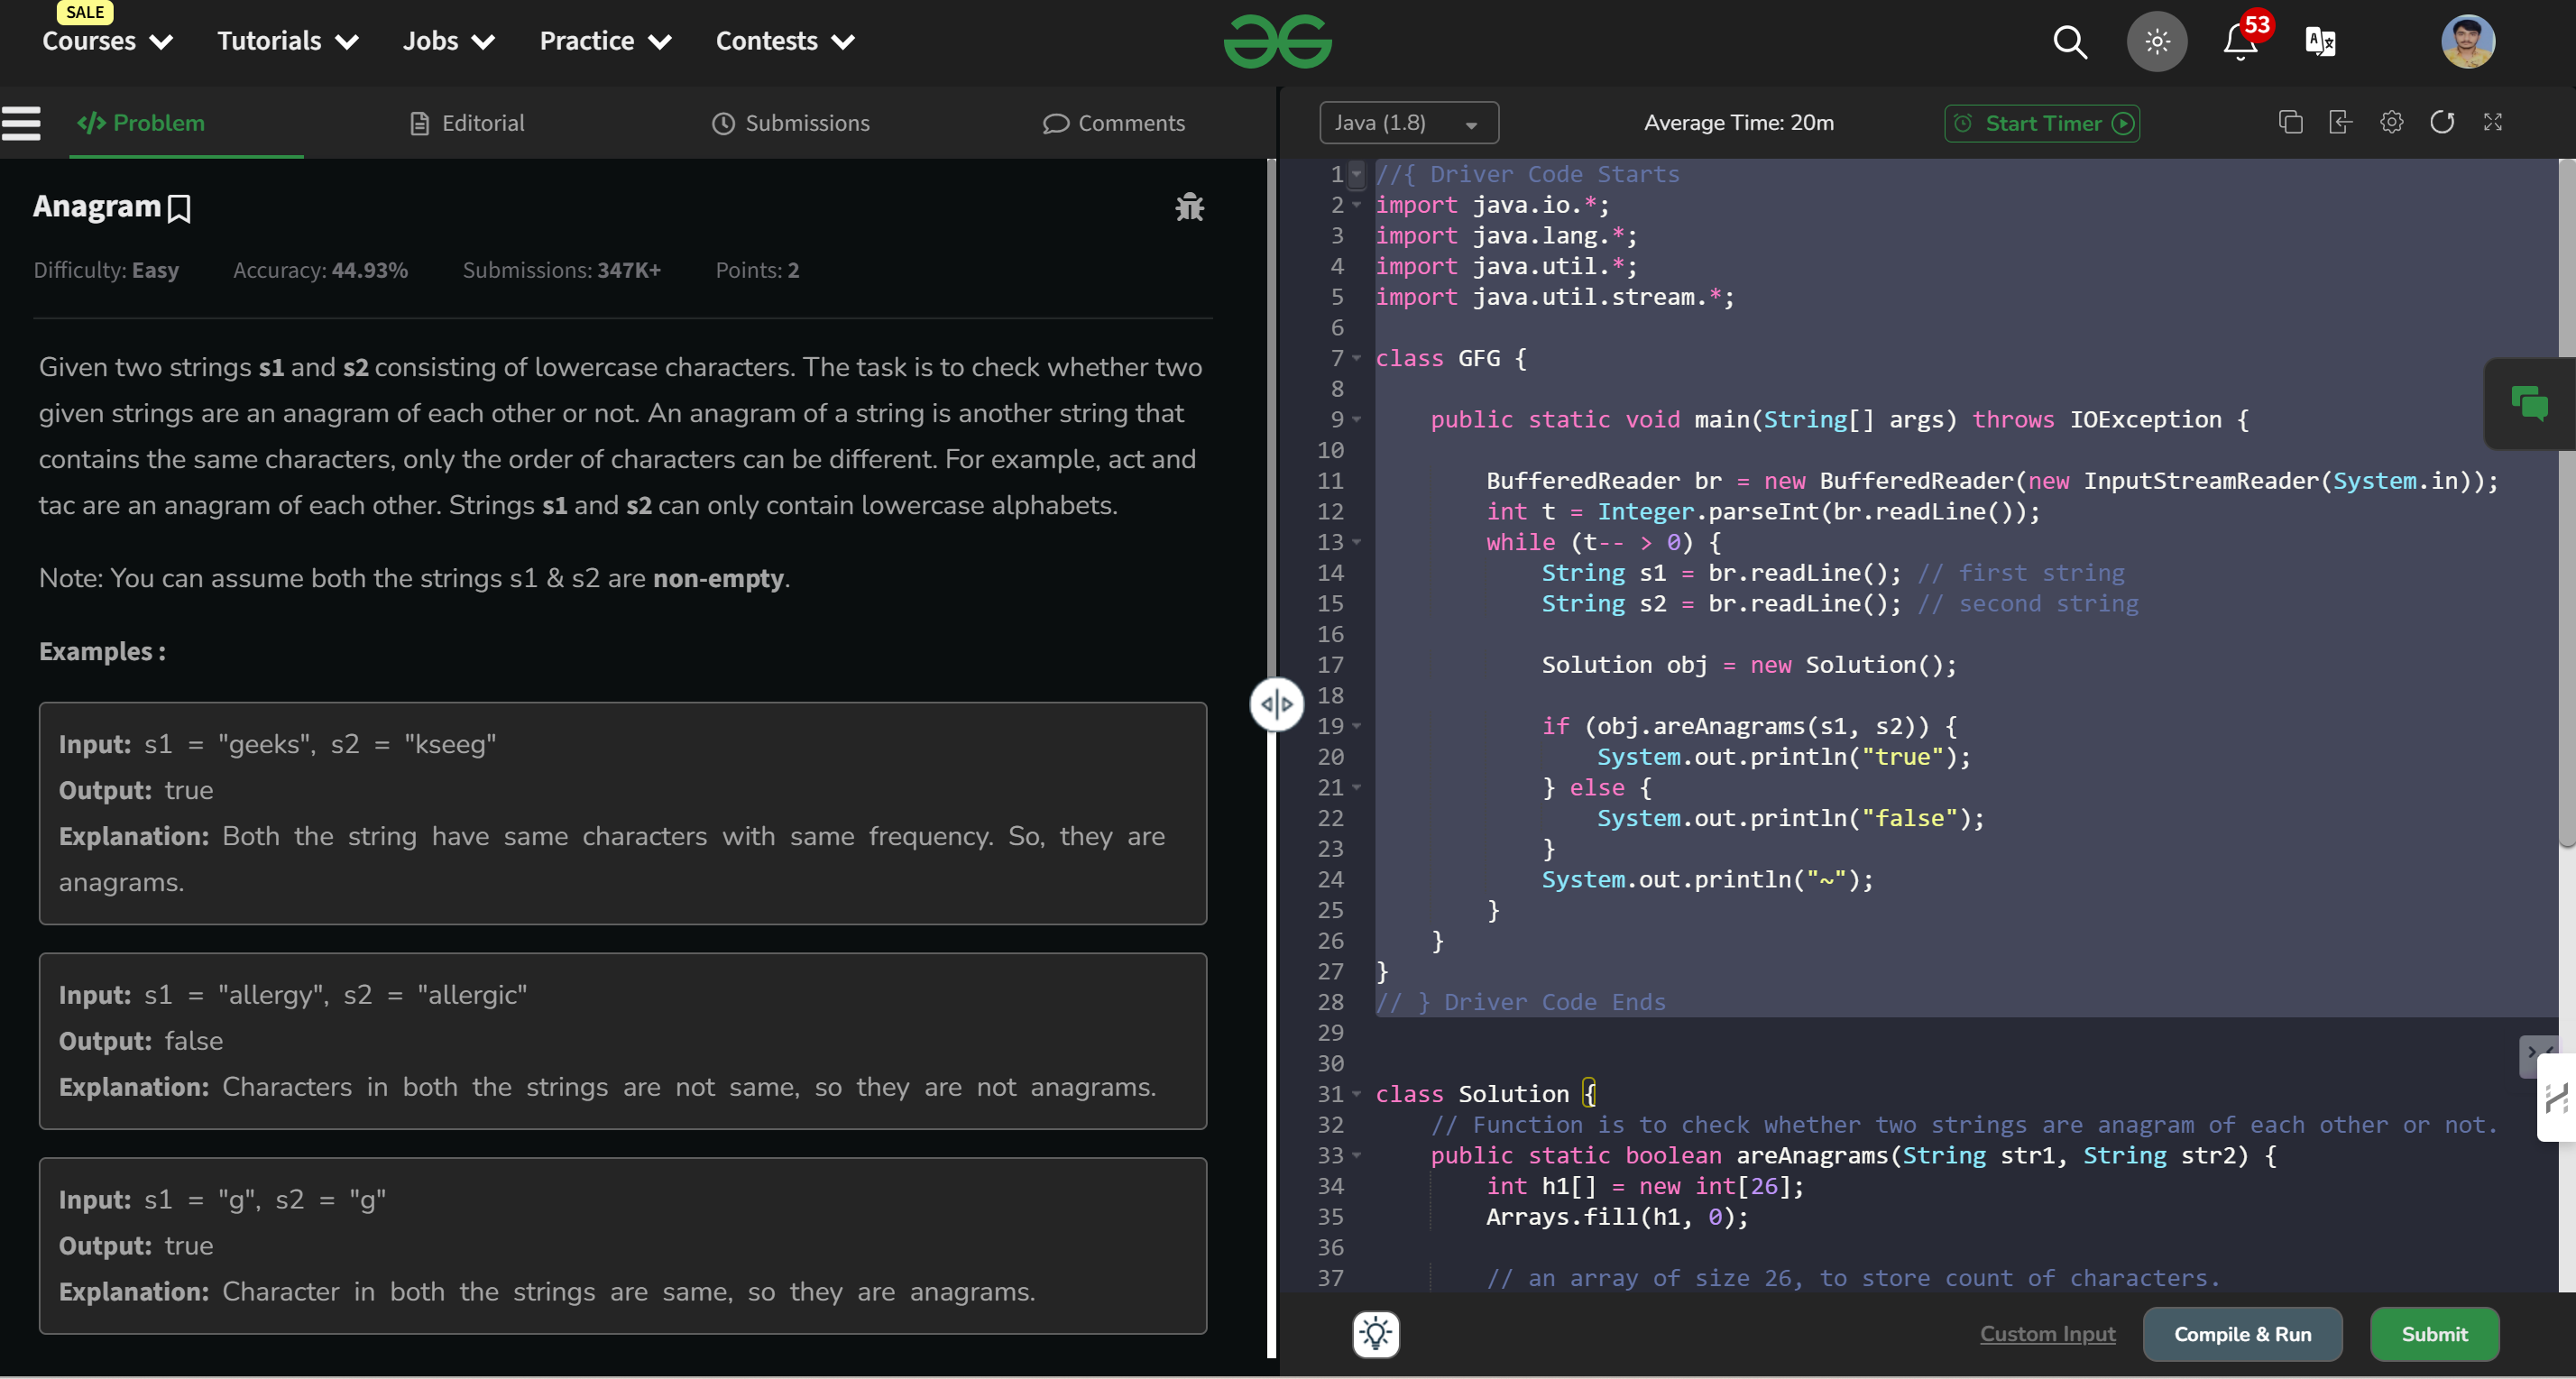 SALE
Courses Tutorials Jobs Practice Contests
53
Problem Editorial Submissions Comments
Anagram
Difficulty: Easy Accuracy: 44.93% Submissions: 347K+ Points: 2
Given two strings s1 and s2 consisting of lowercase characters. The task is to check whether two
given strings are an anagram of each other or not. An anagram of a string is another string that
contains the same characters, only the order of characters can be different. For example, act and
tac are an anagram of each other. Strings s1 and s2 can only contain lowercase alphabets.
Note: You can assume both the strings s1 & s2 are non-empty.
Examples :
Input: s1 = "geeks", s2 = "kseeg"
Output: true
Explanation: Both the string have same characters with same frequency. So, they are
anagrams.
Input: s1 = "allergy", s2 = "allergic"
Output: false
Explanation: Characters in both the strings are not same, so they are not anagrams.
Input: s1 = "g", s2 = "g"
Output: true
Explanation: Character in both the strings are same, so they are anagrams.
Java (1.8) Average Time: 20m Start Timer
1 //{ Driver Code Starts
2 import java.io.*;
3 import java.lang.*;
4 import java.util.*;
5 import java.util.stream.*;
6
7 class GFG {
8
9     public static void main(String[] args) throws IOException {
10
11         BufferedReader br = new BufferedReader(new InputStreamReader(System.in));
12         int t = Integer.parseInt(br.readLine());
13         while (t-- > 0) {
14             String s1 = br.readLine(); // first string
15             String s2 = br.readLine(); // second string
16
17             Solution obj = new Solution();
18
19             if (obj.areAnagrams(s1, s2)) {
20                 System.out.println("true");
21             } else {
22                 System.out.println("false");
23             }
24             System.out.println("~");
25         }
26     }
27 }
28 // } Driver Code Ends
29
30
31 class Solution {
32     // Function is to check whether two strings are anagram of each other or not.
33     public static boolean areAnagrams(String str1, String str2) {
34         int h1[] = new int[26];
35         Arrays.fill(h1, 0);
36
37         // an array of size 26, to store count of characters.
Custom Input Compile & Run Submit